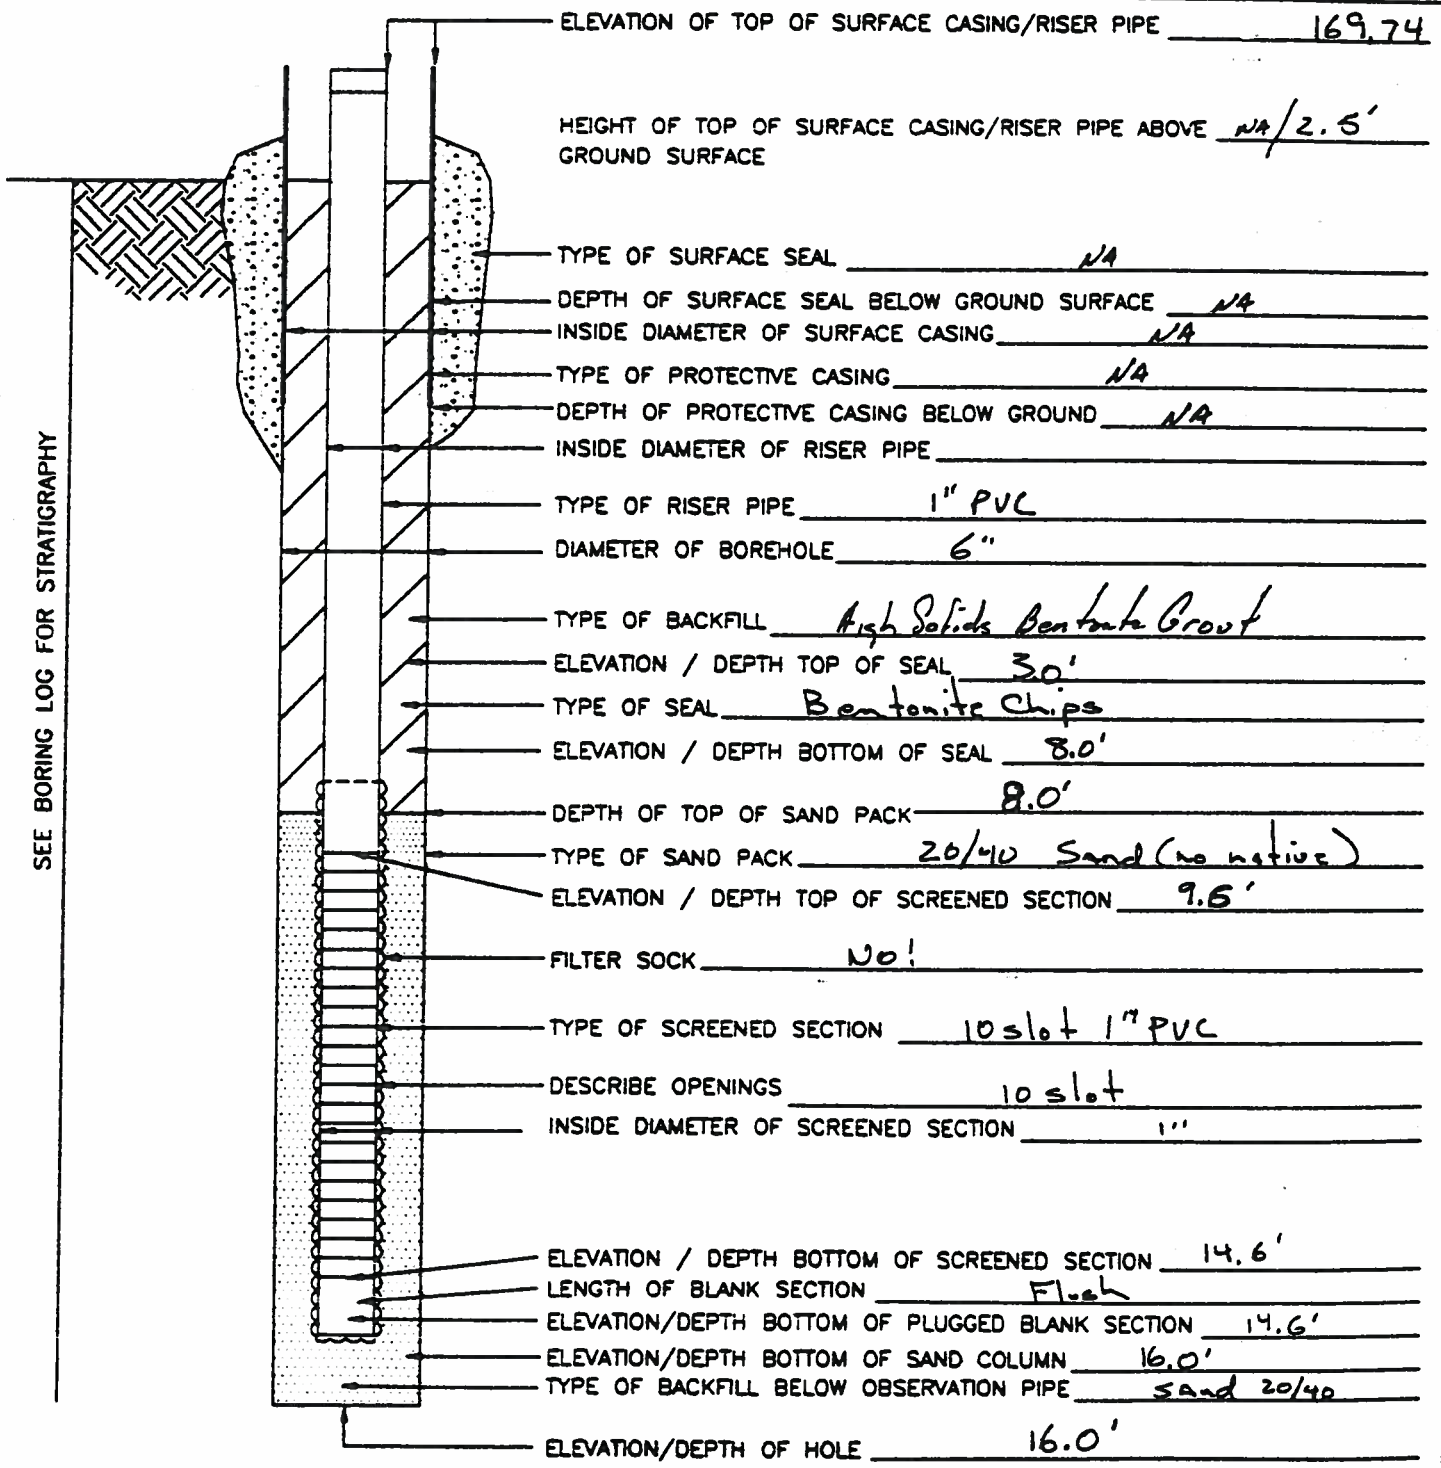 ELEVATION OF TOP OF SURFACE CASING/RISER PIPE 169.74
HEIGHT OF TOP OF SURFACE CASING/RISER PIPE ABOVE NA/2.5'
GROUND SURFACE
TYPE OF SURFACE SEAL NA
DEPTH OF SURFACE SEAL BELOW GROUND SURFACE NA
INSIDE DIAMETER OF SURFACE CASING NA
TYPE OF PROTECTIVE CASING NA
DEPTH OF PROTECTIVE CASING BELOW GROUND NA
INSIDE DIAMETER OF RISER PIPE
TYPE OF RISER PIPE 1" PVC
DIAMETER OF BOREHOLE 6"
TYPE OF BACKFILL High Solids Bentonite Grout
ELEVATION / DEPTH TOP OF SEAL 3.0'
TYPE OF SEAL Bentonite Chips
ELEVATION / DEPTH BOTTOM OF SEAL 8.0'
DEPTH OF TOP OF SAND PACK 8.0'
TYPE OF SAND PACK 20/40 Sand (no native)
ELEVATION / DEPTH TOP OF SCREENED SECTION 9.6'
FILTER SOCK No!
TYPE OF SCREENED SECTION 10 slot 1" PVC
DESCRIBE OPENINGS 10 slot
INSIDE DIAMETER OF SCREENED SECTION 1"
ELEVATION / DEPTH BOTTOM OF SCREENED SECTION 14.6'
LENGTH OF BLANK SECTION Flush
ELEVATION/DEPTH BOTTOM OF PLUGGED BLANK SECTION 14.6'
ELEVATION/DEPTH BOTTOM OF SAND COLUMN 16.0'
TYPE OF BACKFILL BELOW OBSERVATION PIPE Sand 20/40
ELEVATION/DEPTH OF HOLE 16.0'
SEE BORING LOG FOR STRATIGRAPHY